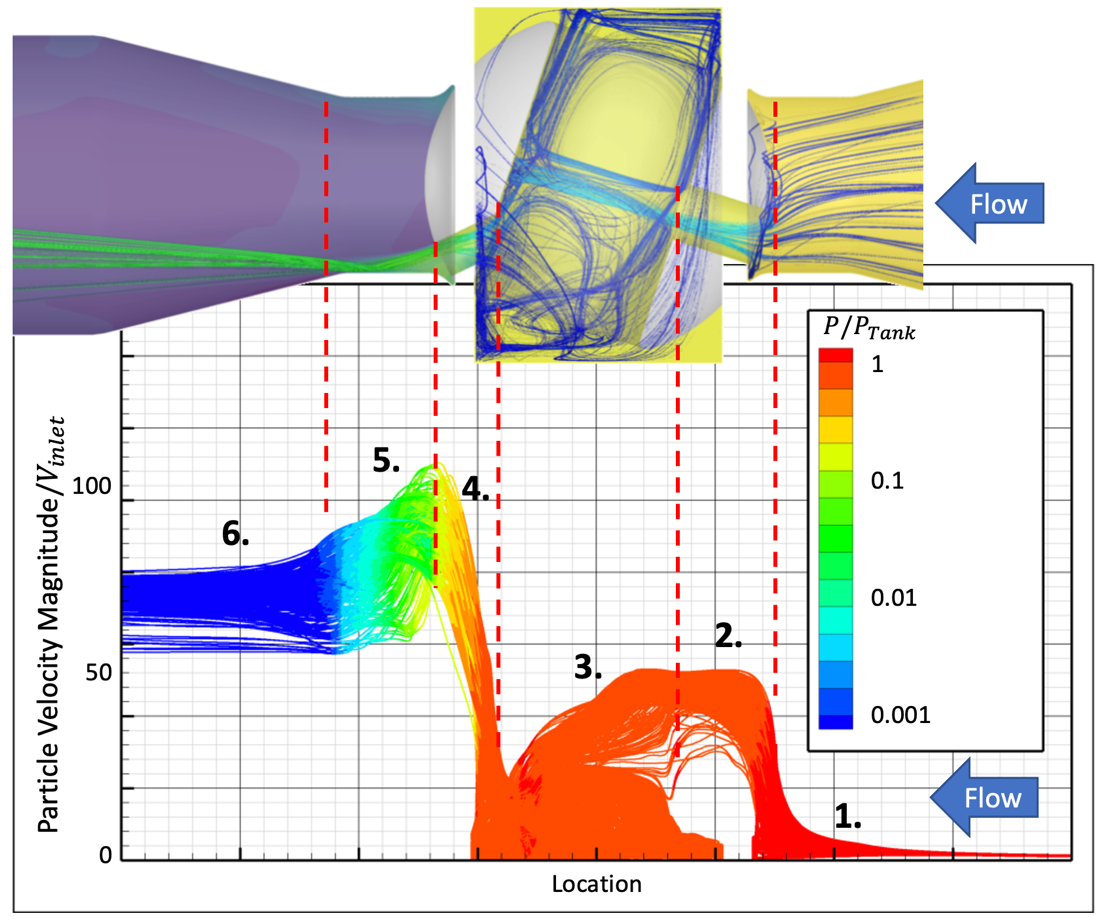 Flow
P/P_Tank
1
0.1
0.01
0.001
Particle Velocity Magnitude/V_inlet
100
50
0
5.
4.
6.
2.
3.
1.
Flow
Location